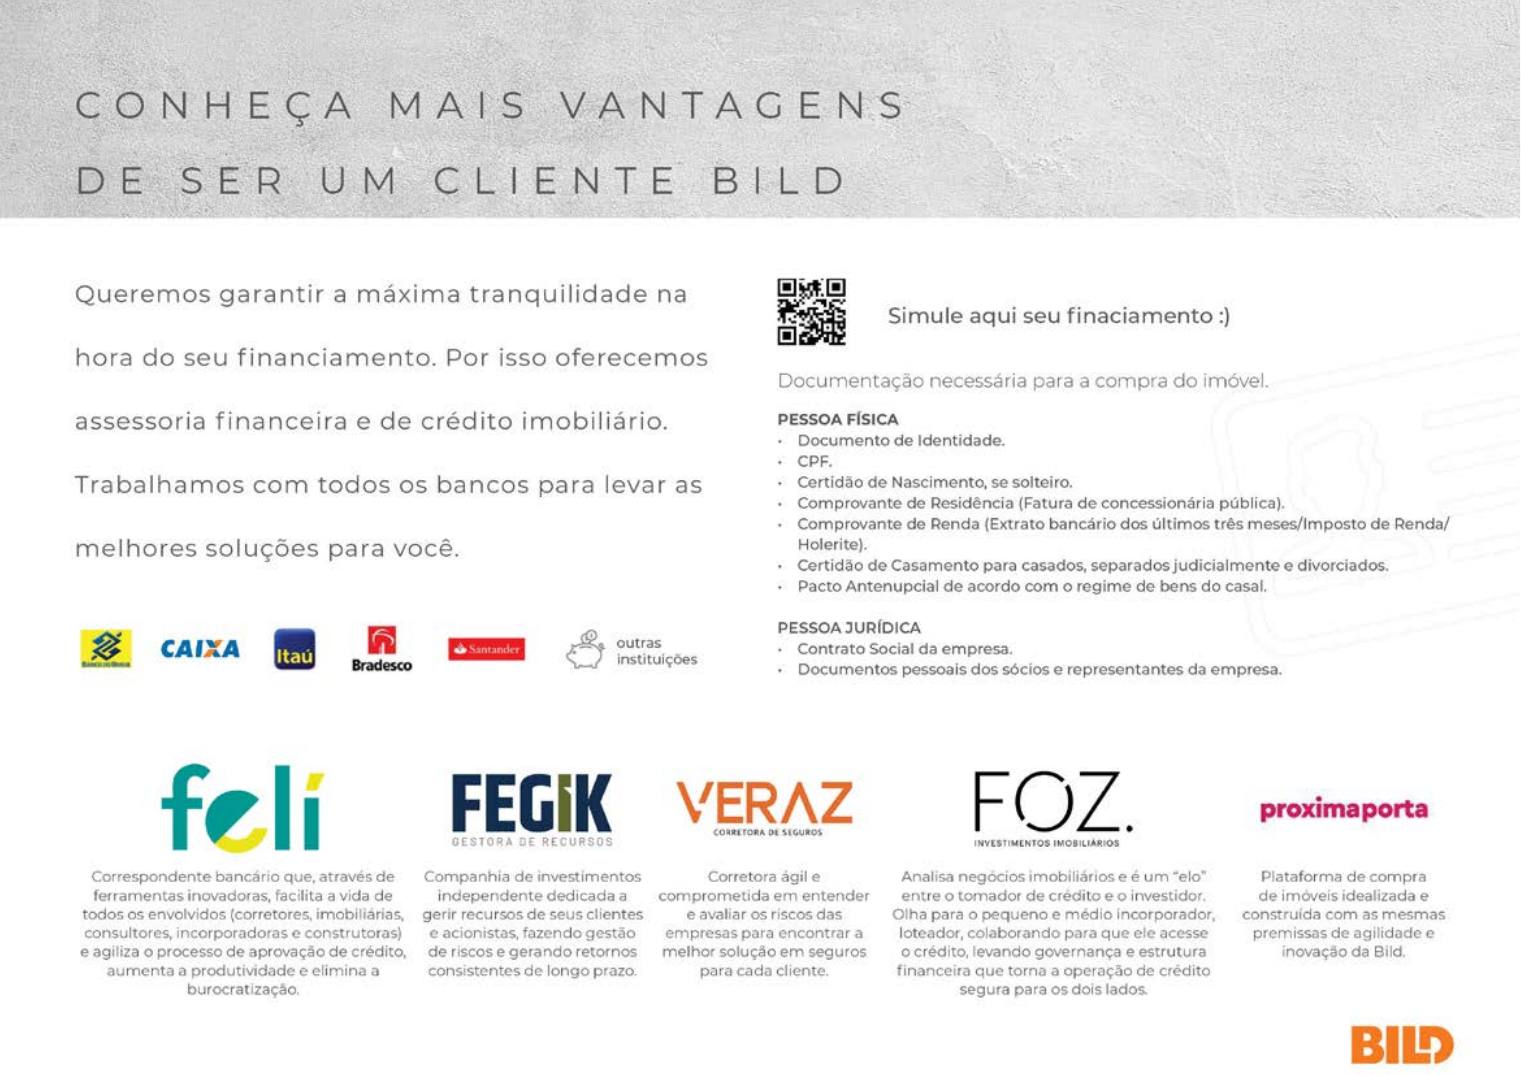 CONHEÇA MAIS VANTAGENS
DE SER UM CLIENTE BILD
Queremos garantir a máxima tranquilidade na
hora do seu financiamento. Por isso oferecemos
assessoria financeira e de crédito imobiliário.
Trabalhamos com todos os bancos para levar as
melhores soluções para você.
BANCO DO BRASIL
CAIXA
Itaú
Bradesco
Santander
outras
instituições
Simule aqui seu finaciamento :)
Documentação necessária para a compra do imóvel.
PESSOA FÍSICA
· Documento de Identidade.
· CPF.
· Certidão de Nascimento, se solteiro.
· Comprovante de Residência (Fatura de concessionária pública).
· Comprovante de Renda (Extrato bancário dos últimos três meses/Imposto de Renda/
Holerite).
· Certidão de Casamento para casados, separados judicialmente e divorciados.
· Pacto Antenupcial de acordo com o regime de bens do casal.
PESSOA JURÍDICA
· Contrato Social da empresa.
· Documentos pessoais dos sócios e representantes da empresa.
feli
Correspondente bancário que, através de
ferramentas inovadoras, facilita a vida de
todos os envolvidos (corretores, imobiliárias,
consultores, incorporadoras e construtoras)
e agiliza o processo de aprovação de crédito,
aumenta a produtividade e elimina a
burocratização.
FEGIK
GESTORA DE RECURSOS
Companhia de investimentos
independente dedicada a
gerir recursos de seus clientes
e acionistas, fazendo gestão
de riscos e gerando retornos
consistentes de longo prazo.
VERAZ
CORRETORA DE SEGUROS
Corretora ágil e
comprometida em entender
e avaliar os riscos das
empresas para encontrar a
melhor solução em seguros
para cada cliente.
FOZ.
INVESTIMENTOS IMOBILIÁRIOS
Analisa negócios imobiliários e é um "elo"
entre o tomador de crédito e o investidor.
Olha para o pequeno e médio incorporador,
loteador, colaborando para que ele acesse
o crédito, levando governança e estrutura
financeira que torna a operação de crédito
segura para os dois lados.
proximaporta
Plataforma de compra
de imóveis idealizada e
construída com as mesmas
premissas de agilidade e
inovação da Bild.
BILD